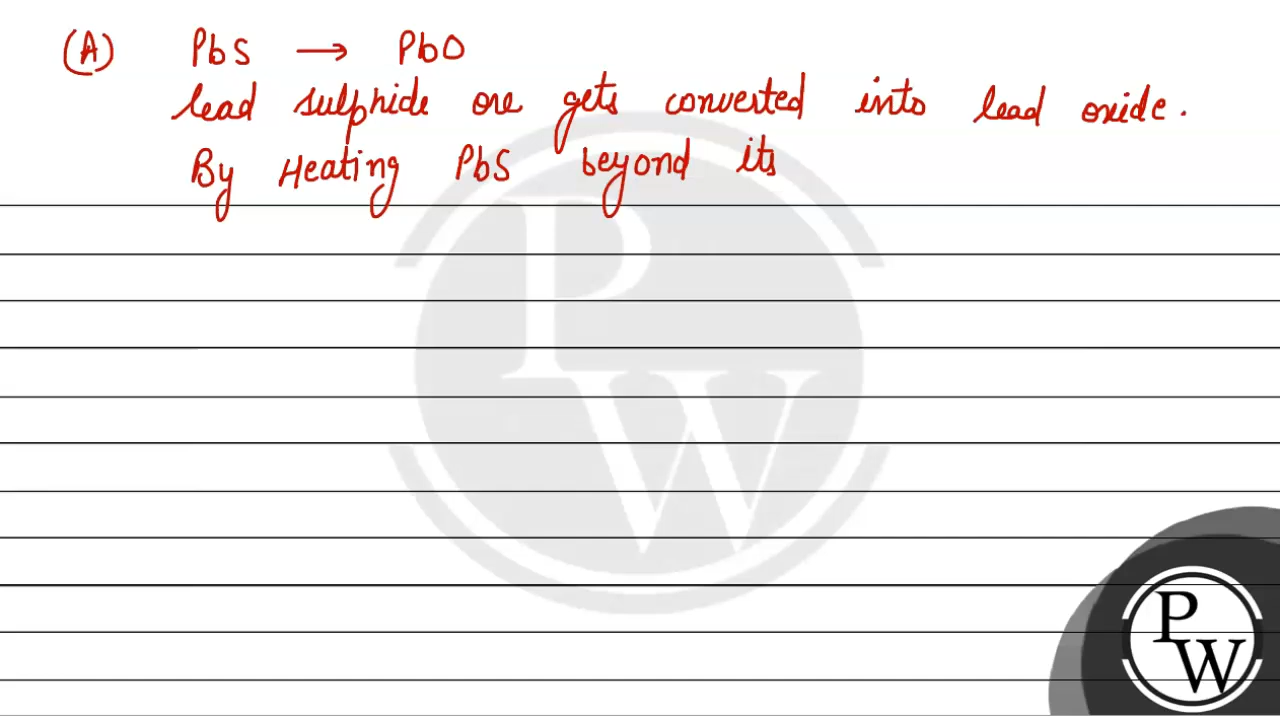 (A) PbS → PbO
lead sulphide ore gets converted into lead oxide.
By Heating PbS beyond its
P
W
P
W